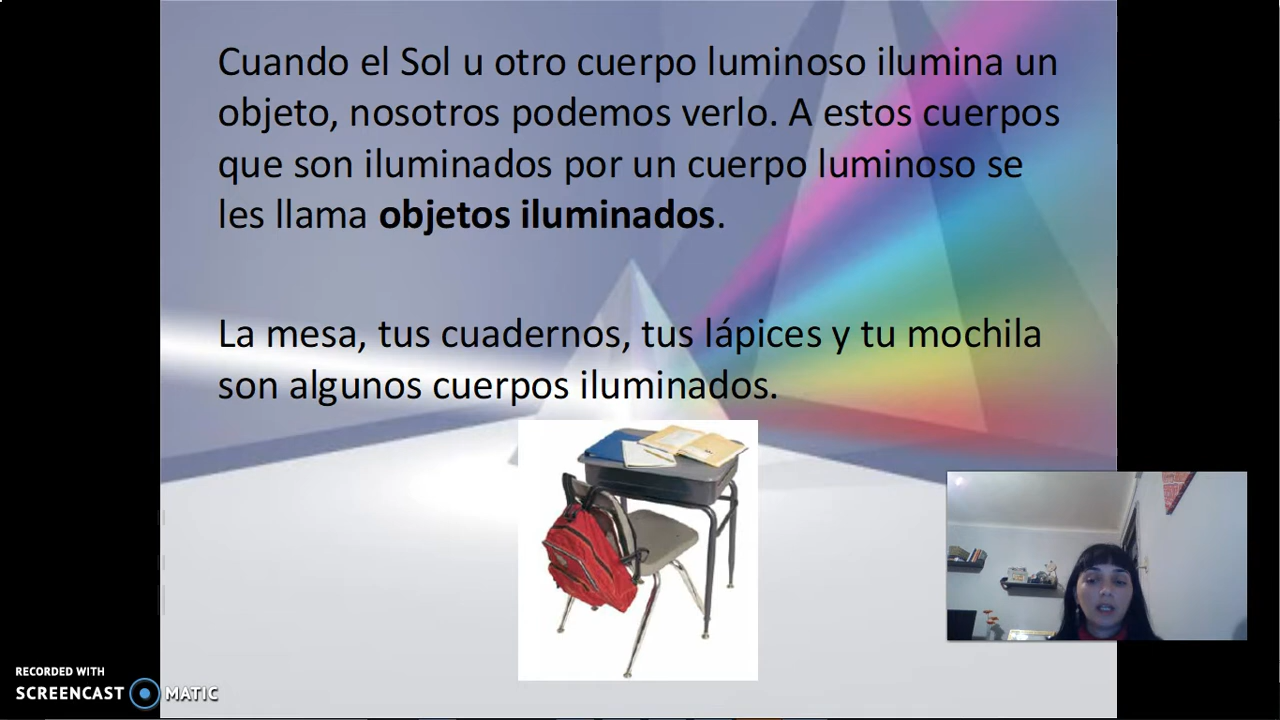 Cuando el Sol u otro cuerpo luminoso ilumina un
objeto, nosotros podemos verlo. A estos cuerpos
que son iluminados por un cuerpo luminoso se
les llama objetos iluminados.
La mesa, tus cuadernos, tus lápices y tu mochila
son algunos cuerpos iluminados.
RECORDED WITH
SCREENCAST MATIC